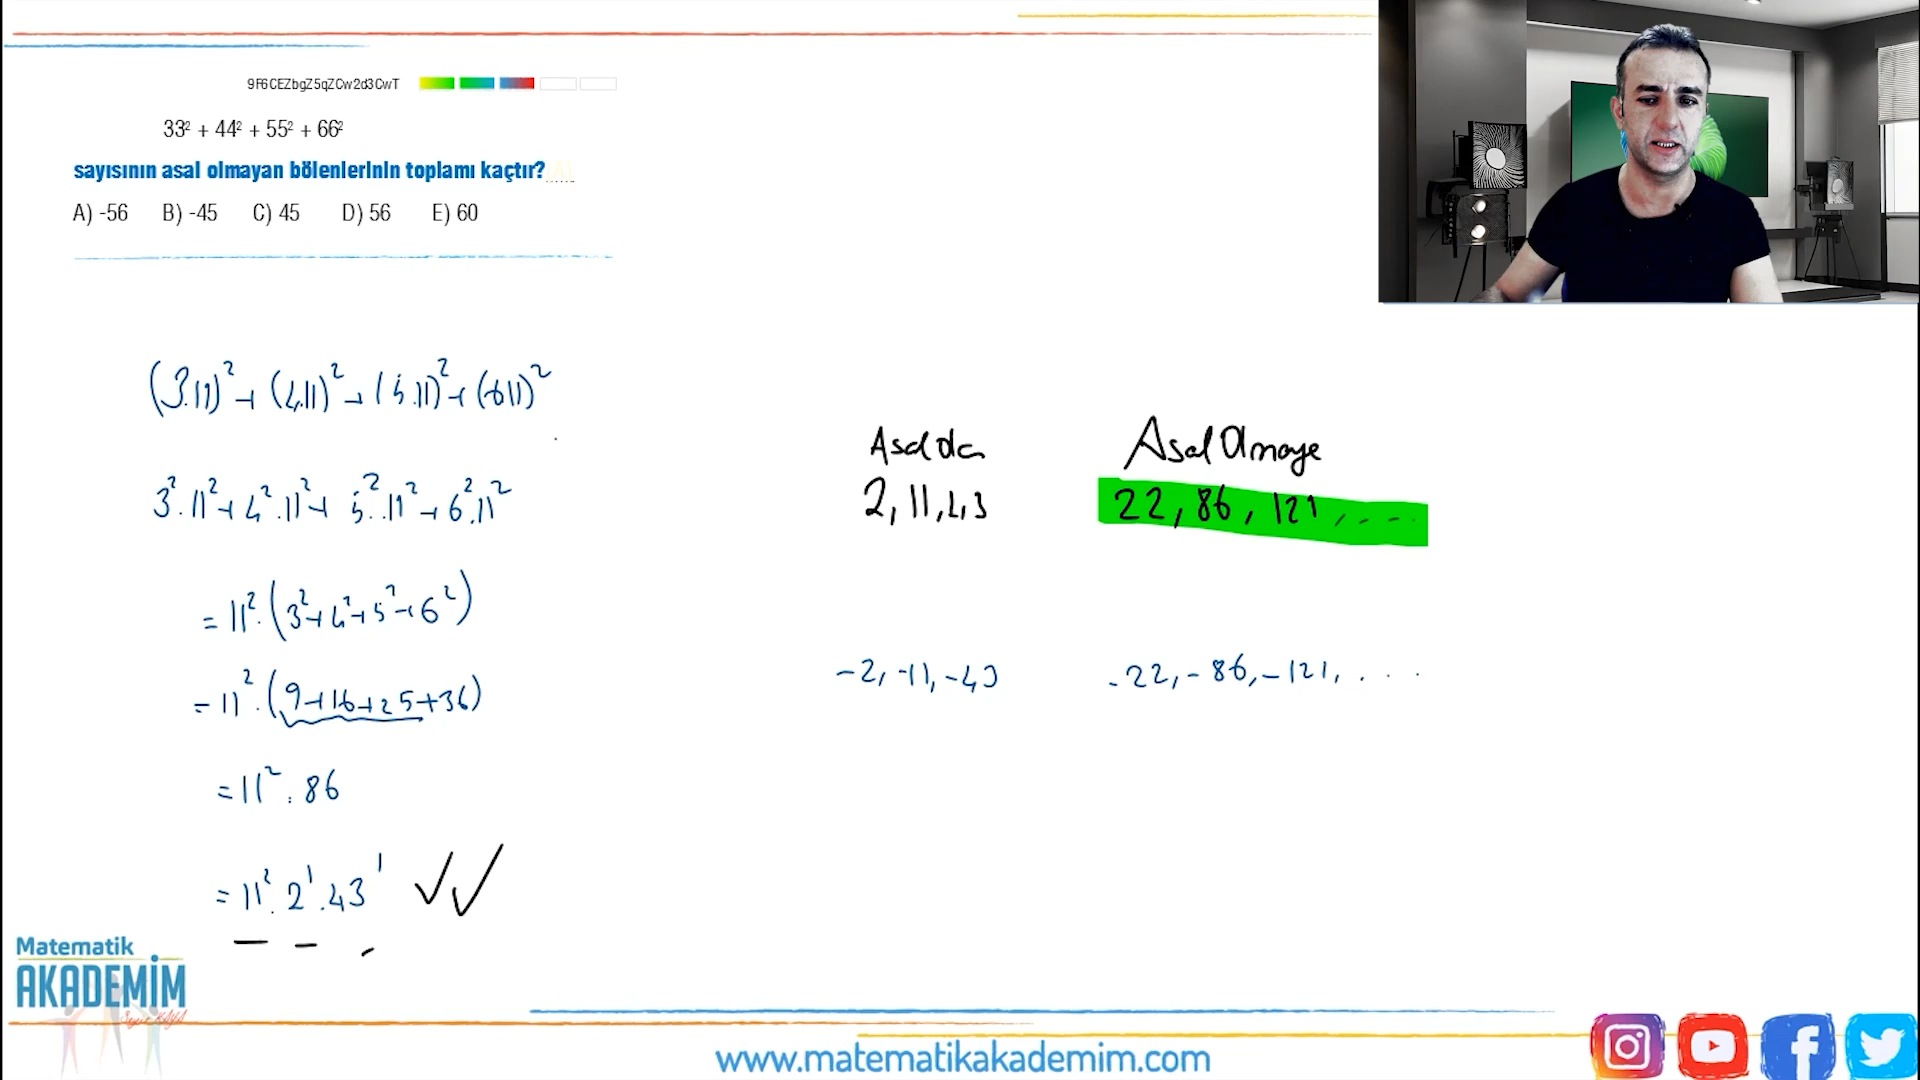 9F6CEZbgZ5qZCw2d3CwT
33² + 44² + 55² + 66²
sayısının asal olmayan bölenlerinin toplamı kaçtır?
A) -56 B) -45 C) 45 D) 56 E) 60
(3.11)² + (4.11)² + (5.11)² + (6.11)²
3².11² + 4².11² + 5².11² + 6².11²
= 11².(3²+4²+5²+6²)
= 11².(9+16+25+36)
= 11².86
= 11².2¹.43¹
Asal olan
2, 11, 43
Asal Olmaya
22, 86, 121, ....
-2, -11, -43
-22, -86, -121, ....
Matematik
AKADEMİM
www.matematikakademim.com